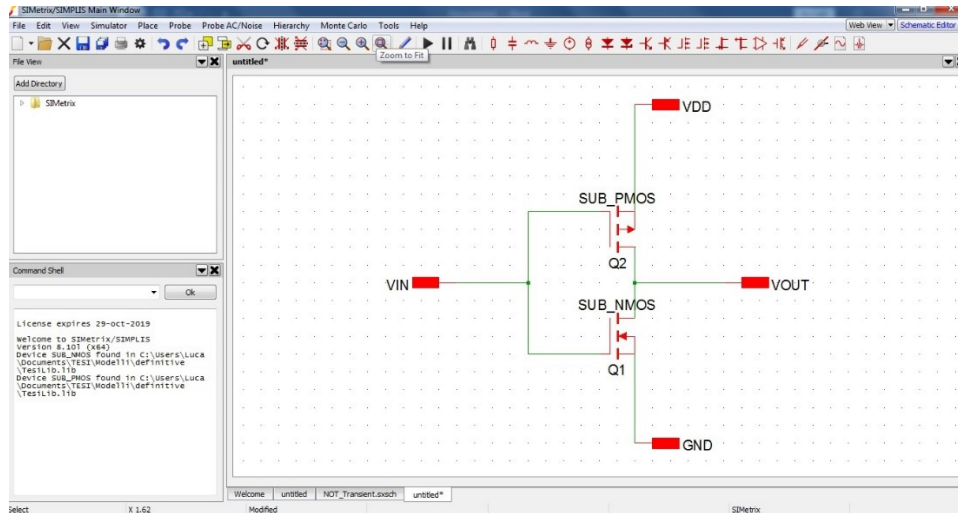 SIMetrix/SIMPLIS Main Window
File Edit View Simulator Place Probe Probe AC/Noise Hierarchy Monte Carlo Tools Help
Web View Schematic Editor
Zoom to Fit
File View
untitled*
Add Directory
SIMetrix
VDD
SUB_PMOS
Q2
VIN
VOUT
SUB_NMOS
Q1
GND
Command Shell
Ok
License expires 29-oct-2019
Welcome to SIMetrix/SIMPLIS
Version 8.10l (x64)
Device SUB_NMOS found in C:\Users\Luca
\Documents\TESI\Modelli\definitive
\TesiLib.lib
Device SUB_PMOS found in C:\Users\Luca
\Documents\TESI\Modelli\definitive
\TesiLib.lib
Welcome untitled NOT_Transient.sxsch untitled*
Select X 1.62 Modified SIMetrix